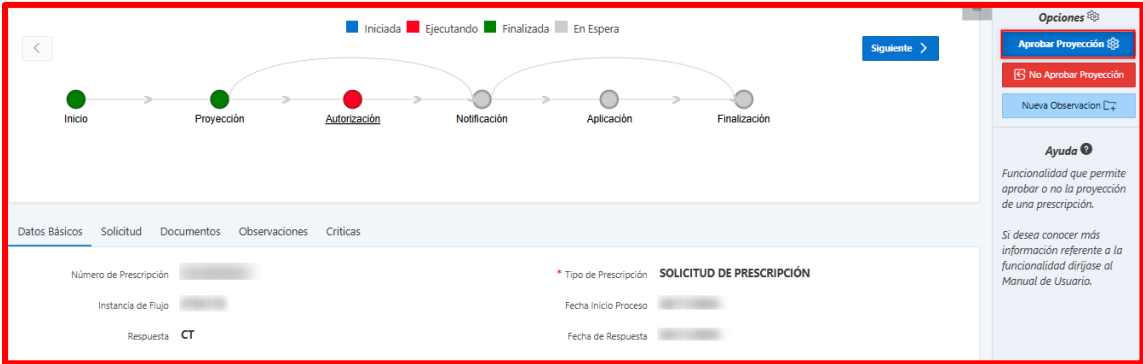 Iniciada Ejecutando Finalizada En Espera
Siguiente
Inicio Proyección Autorización Notificación Aplicación Finalización
Datos Básicos Solicitud Documentos Observaciones Criticas
Número de Prescripción
* Tipo de Prescripción SOLICITUD DE PRESCRIPCIÓN
Instancia de Flujo
Fecha Inicio Proceso
Respuesta CT
Fecha de Respuesta
Opciones
Aprobar Proyección
No Aprobar Proyección
Nueva Observacion
Ayuda
Funcionalidad que permite
aprobar o no la proyección
de una prescripción.
Si desea conocer más
información referente a la
funcionalidad diríjase al
Manual de Usuario.